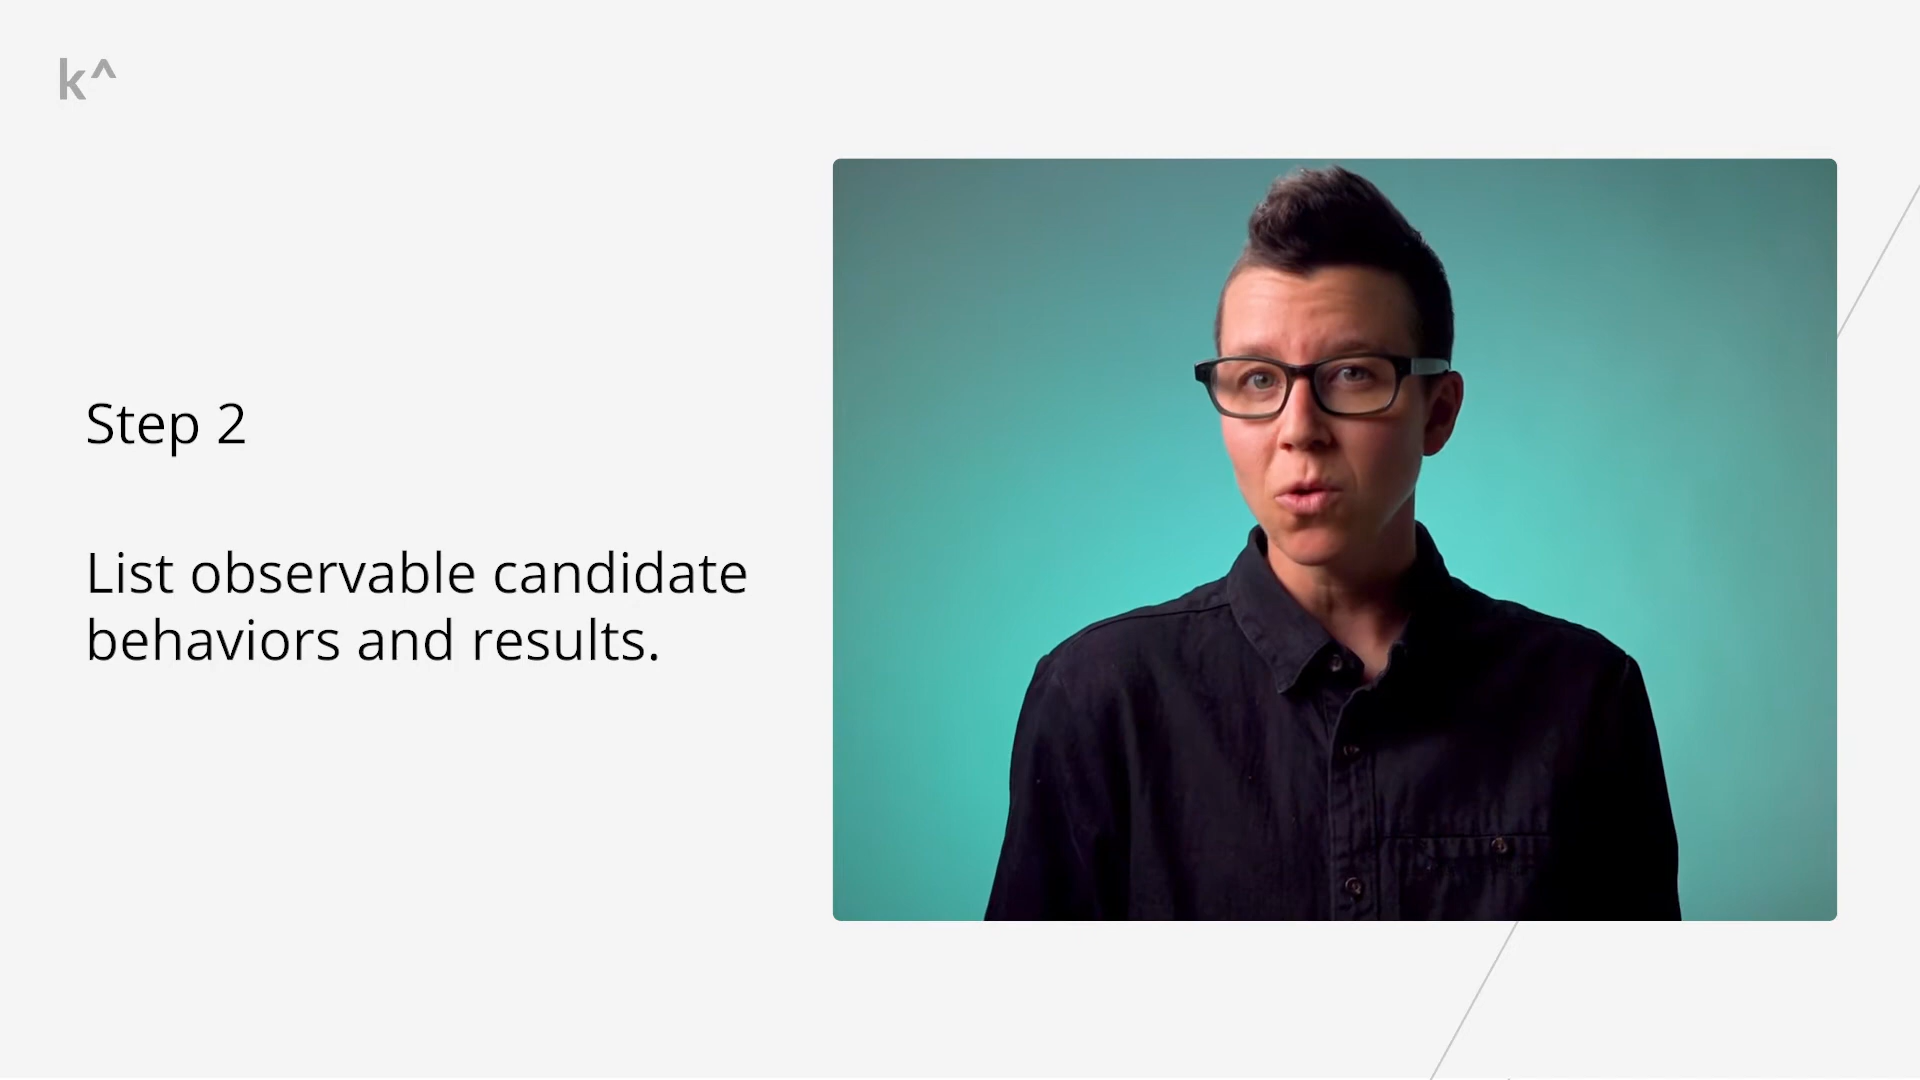 k^
Step 2
List observable candidate
behaviors and results.